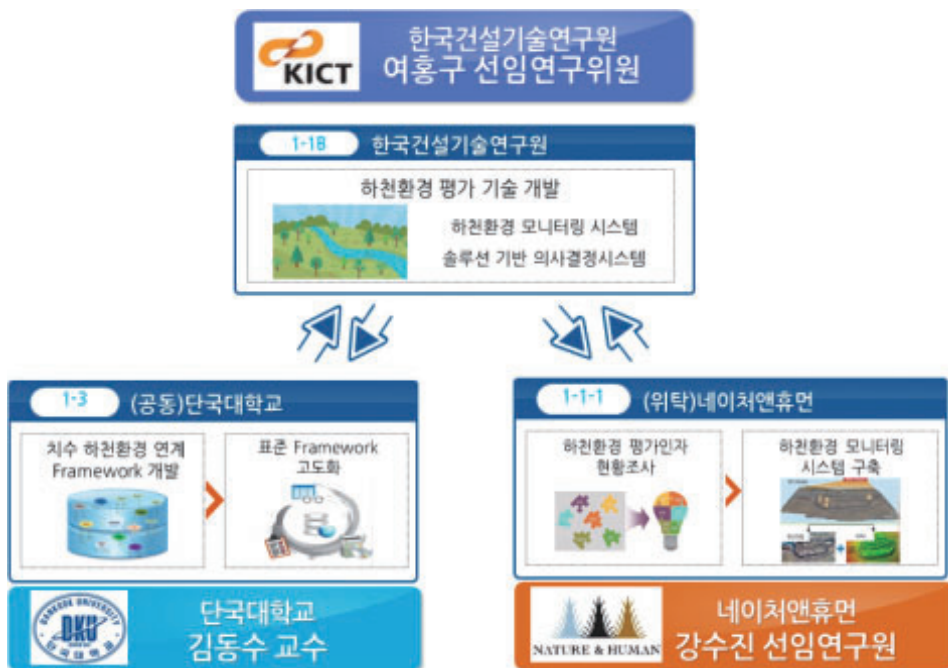 KICT
한국건설기술연구원
여홍구 선임연구위원
1-1B 한국건설기술연구원
하천환경 평가 기술 개발
하천환경 모니터링 시스템
솔루션 기반 의사결정시스템
1-3 (공동)단국대학교
치수 하천환경 연계
Framework 개발
표준 Framework
고도화
DANKOOK UNIVERSITY
DKU
단국대학교
단국대학교
김동수 교수
1-1-1 (위탁)네이처앤휴먼
하천환경 평가인자
현황조사
하천환경 모니터링
시스템 구축
NATURE & HUMAN
네이처앤휴먼
강수진 선임연구원